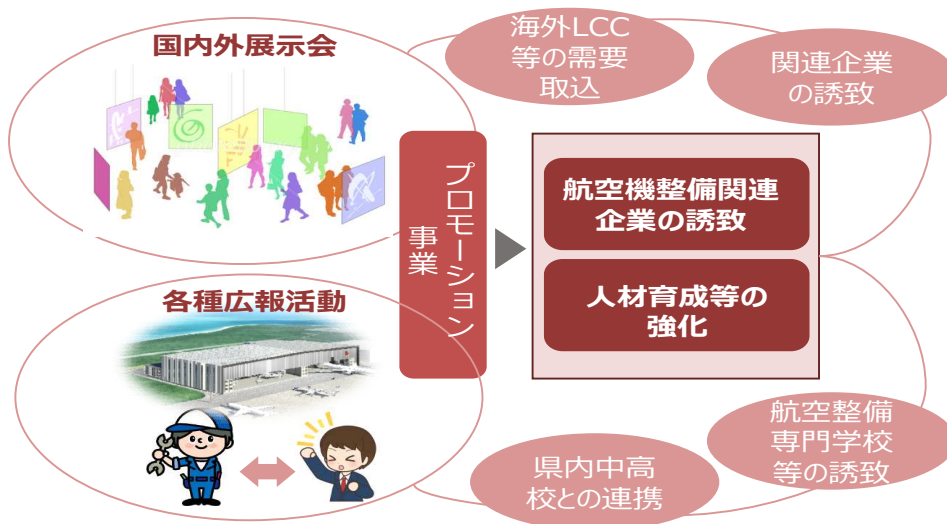 国内外展示会
海外LCC
等の需要
取込
関連企業
の誘致
プロモーション
事業
航空機整備関連
企業の誘致
人材育成等の
強化
各種広報活動
県内中高
校との連携
航空整備
専門学校
等の誘致